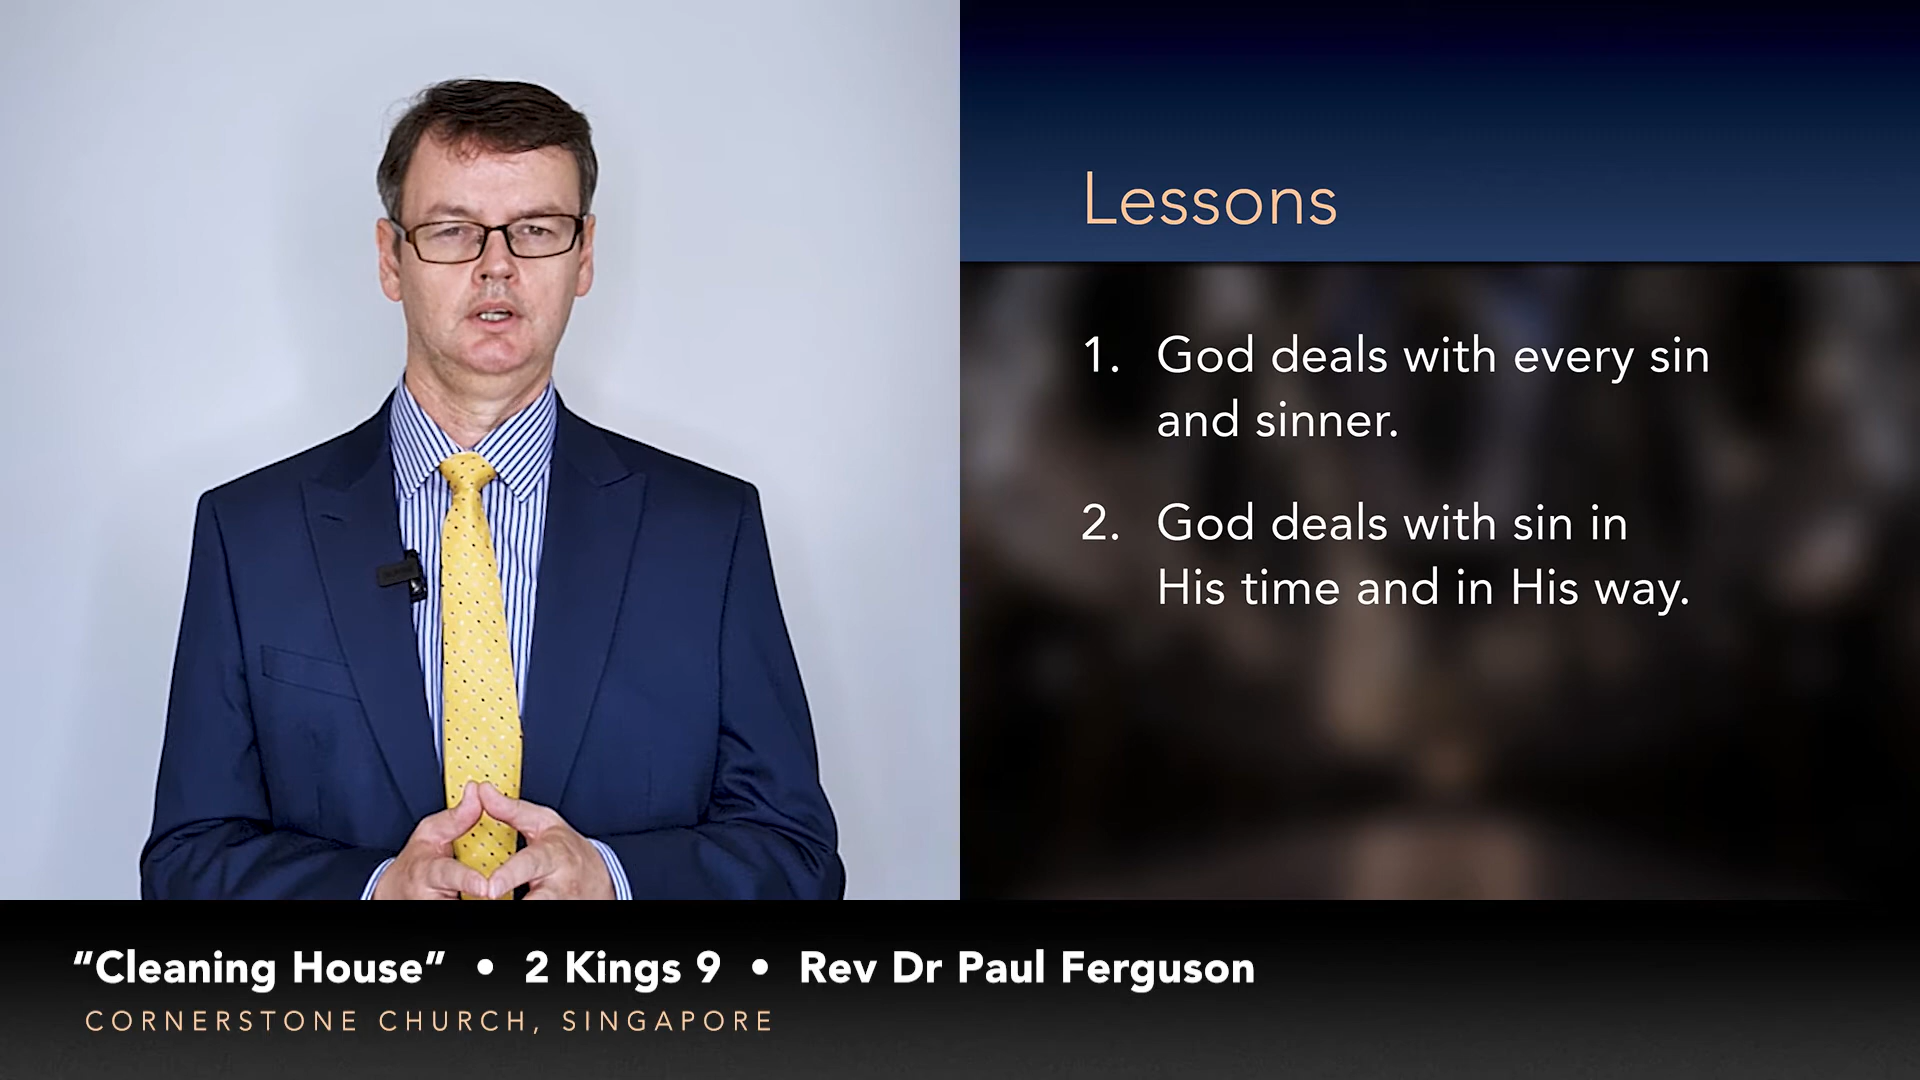 Lessons
1. God deals with every sin
and sinner.
2. God deals with sin in
His time and in His way.
“Cleaning House” • 2 Kings 9 • Rev Dr Paul Ferguson
CORNERSTONE CHURCH, SINGAPORE